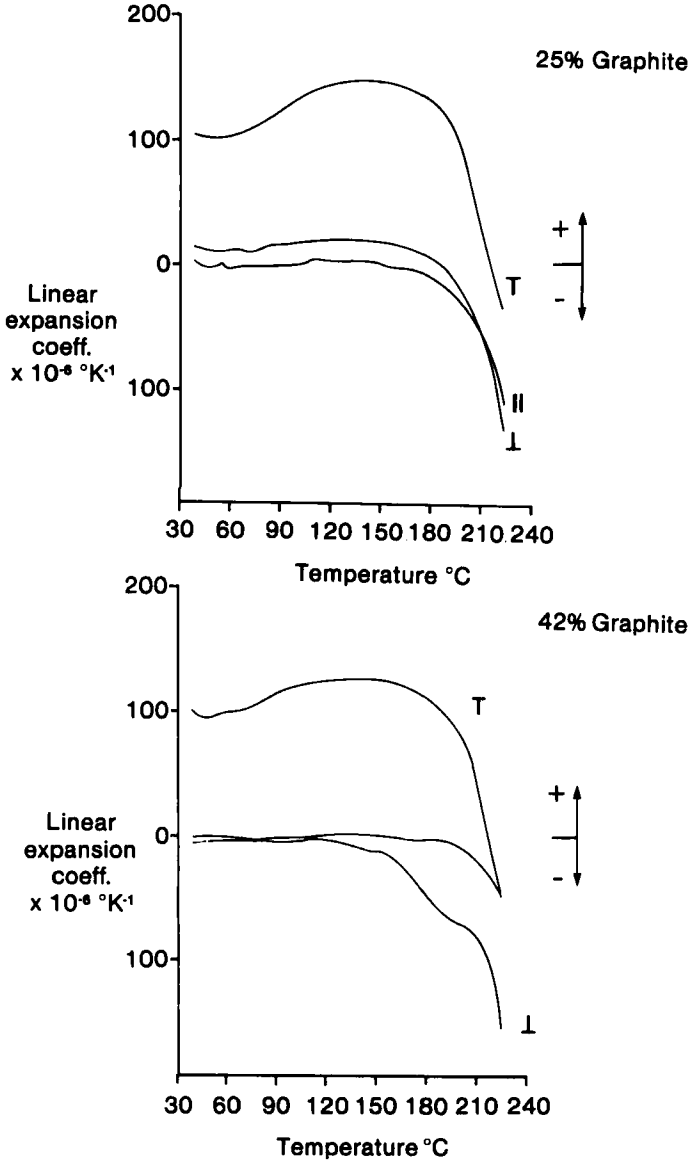 200
25% Graphite
100
+
0
-
T
Linear
expansion
coeff.
x 10⁻⁶ °K⁻¹
100
||
⊥
30 60 90 120 150 180 210 240
Temperature °C
200
42% Graphite
100
T
+
0
-
Linear
expansion
coeff.
x 10⁻⁶ °K⁻¹
100
⊥
30 60 90 120 150 180 210 240
Temperature °C